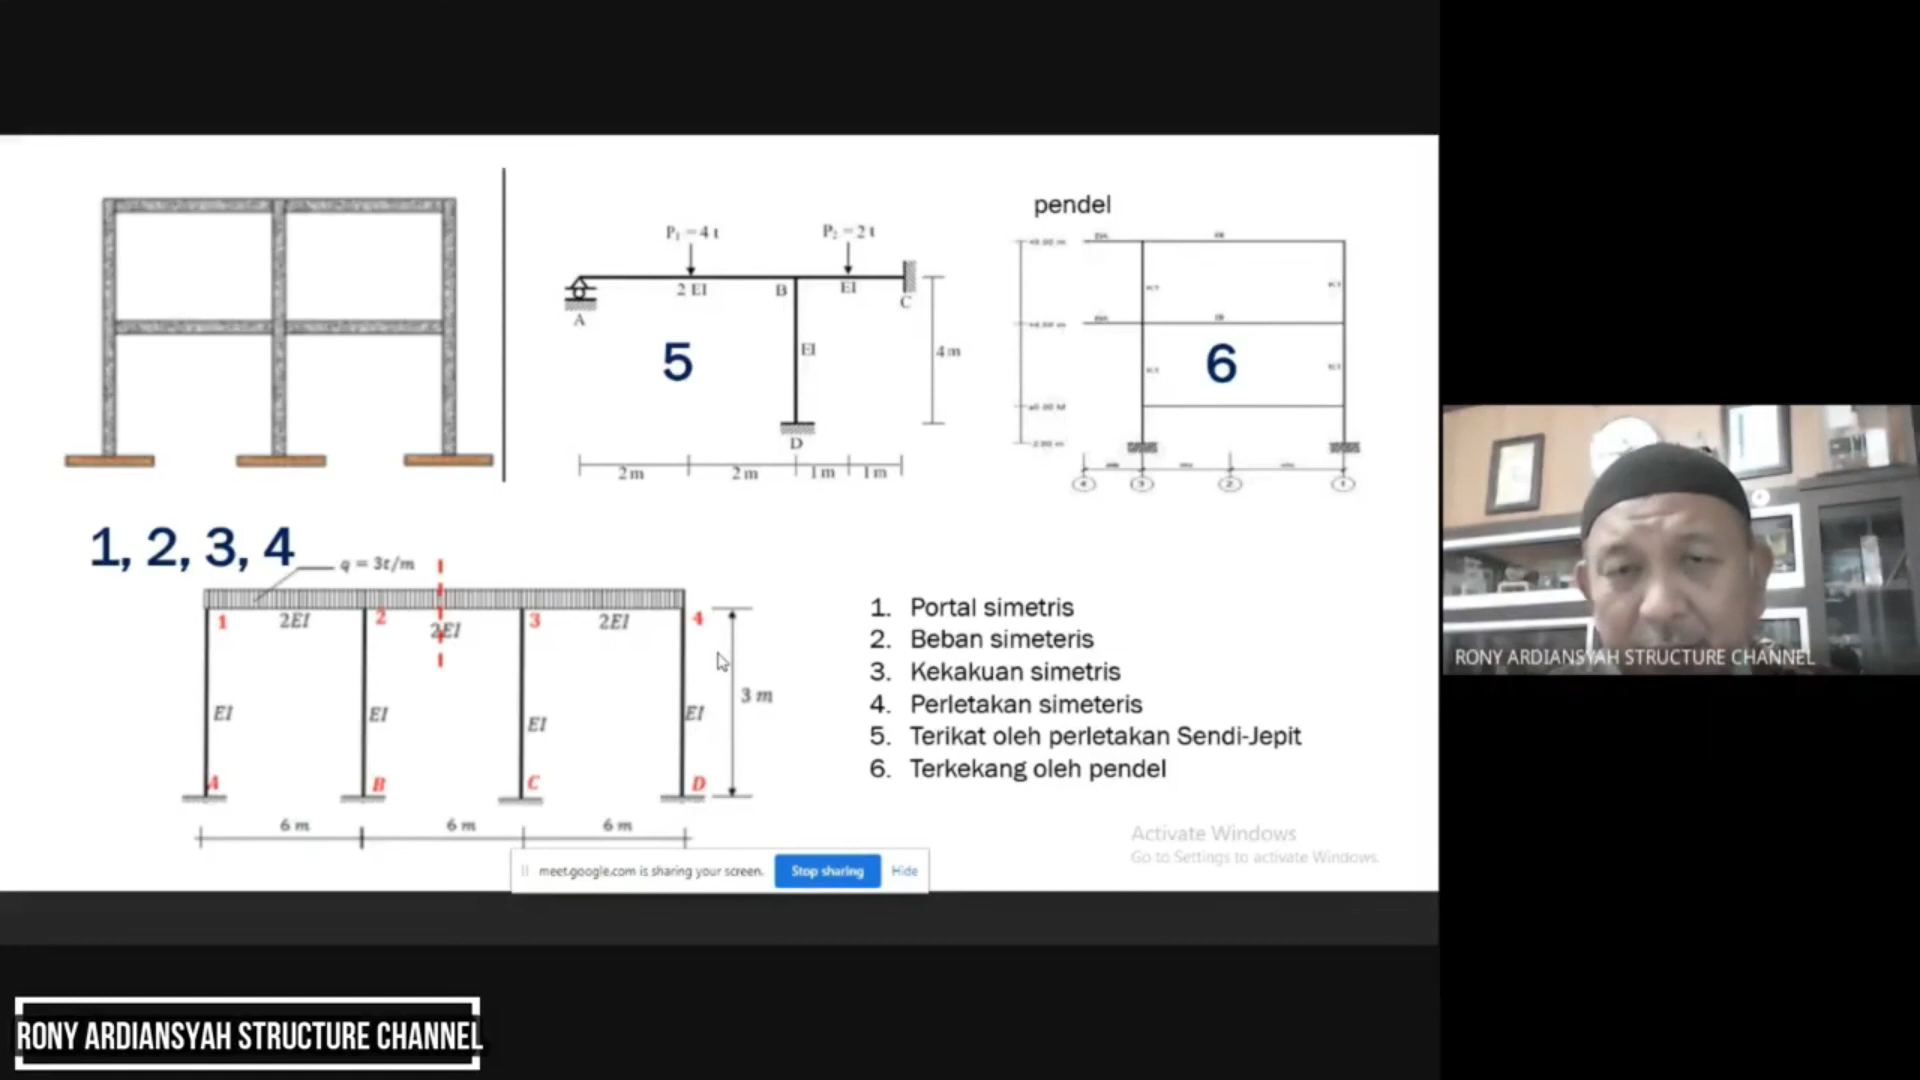 pendel
P₁ = 4 t
P₂ = 2 t
2 EI
B
EI
C
A
EI
4 m
5
D
2 m
2 m
1 m
1 m
6
4
3
2
1
1, 2, 3, 4
q = 3t/m
1
2EI
2
2EI
3
2EI
4
EI
EI
EI
EI
3 m
A
B
C
D
6 m
6 m
6 m
1. Portal simetris
2. Beban simeteris
3. Kekakuan simetris
4. Perletakan simeteris
5. Terikat oleh perletakan Sendi-Jepit
6. Terkekang oleh pendel
Activate Windows
Go to Settings to activate Windows.
meet.google.com is sharing your screen.
Stop sharing
Hide
RONY ARDIANSYAH STRUCTURE CHANNEL
RONY ARDIANSYAH STRUCTURE CHANNEL